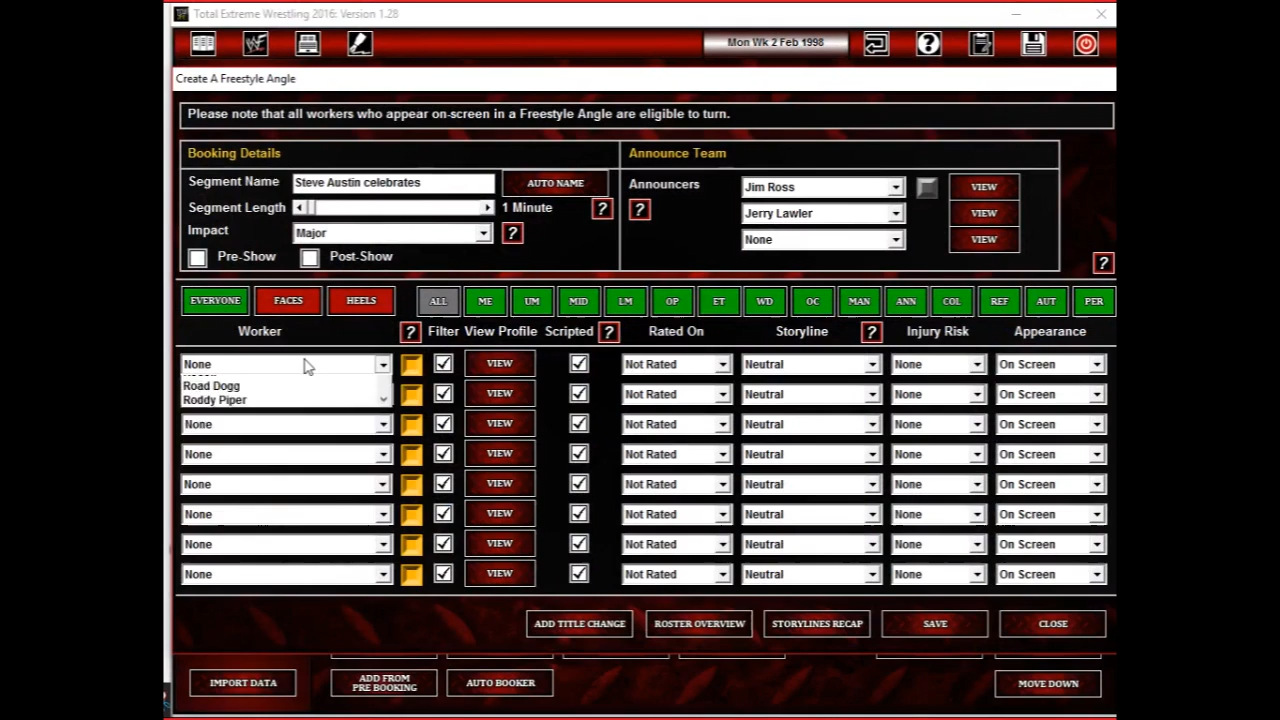 Total Extreme Wrestling 2016: Version 1.28
Mon Wk 2 Feb 1998
Create A Freestyle Angle
Please note that all workers who appear on-screen in a Freestyle Angle are eligible to turn.
Booking Details
Announce Team
Segment Name Steve Austin celebrates AUTO NAME
Announcers Jim Ross VIEW
Segment Length 1 Minute ?
? Jerry Lawler VIEW
Impact Major ?
None VIEW
Pre-Show Post-Show
?
EVERYONE FACES HEELS ALL ME UM MID LM OP ET WD OC MAN ANN COL REF AUT PER
Worker ? Filter View Profile Scripted ? Rated On Storyline ? Injury Risk Appearance
None VIEW Not Rated Neutral None On Screen
Road Dogg
Roddy Piper VIEW Not Rated Neutral None On Screen
None VIEW Not Rated Neutral None On Screen
None VIEW Not Rated Neutral None On Screen
None VIEW Not Rated Neutral None On Screen
None VIEW Not Rated Neutral None On Screen
None VIEW Not Rated Neutral None On Screen
None VIEW Not Rated Neutral None On Screen
ADD TITLE CHANGE ROSTER OVERVIEW STORYLINES RECAP SAVE CLOSE
IMPORT DATA ADD FROM PRE BOOKING AUTO BOOKER MOVE DOWN